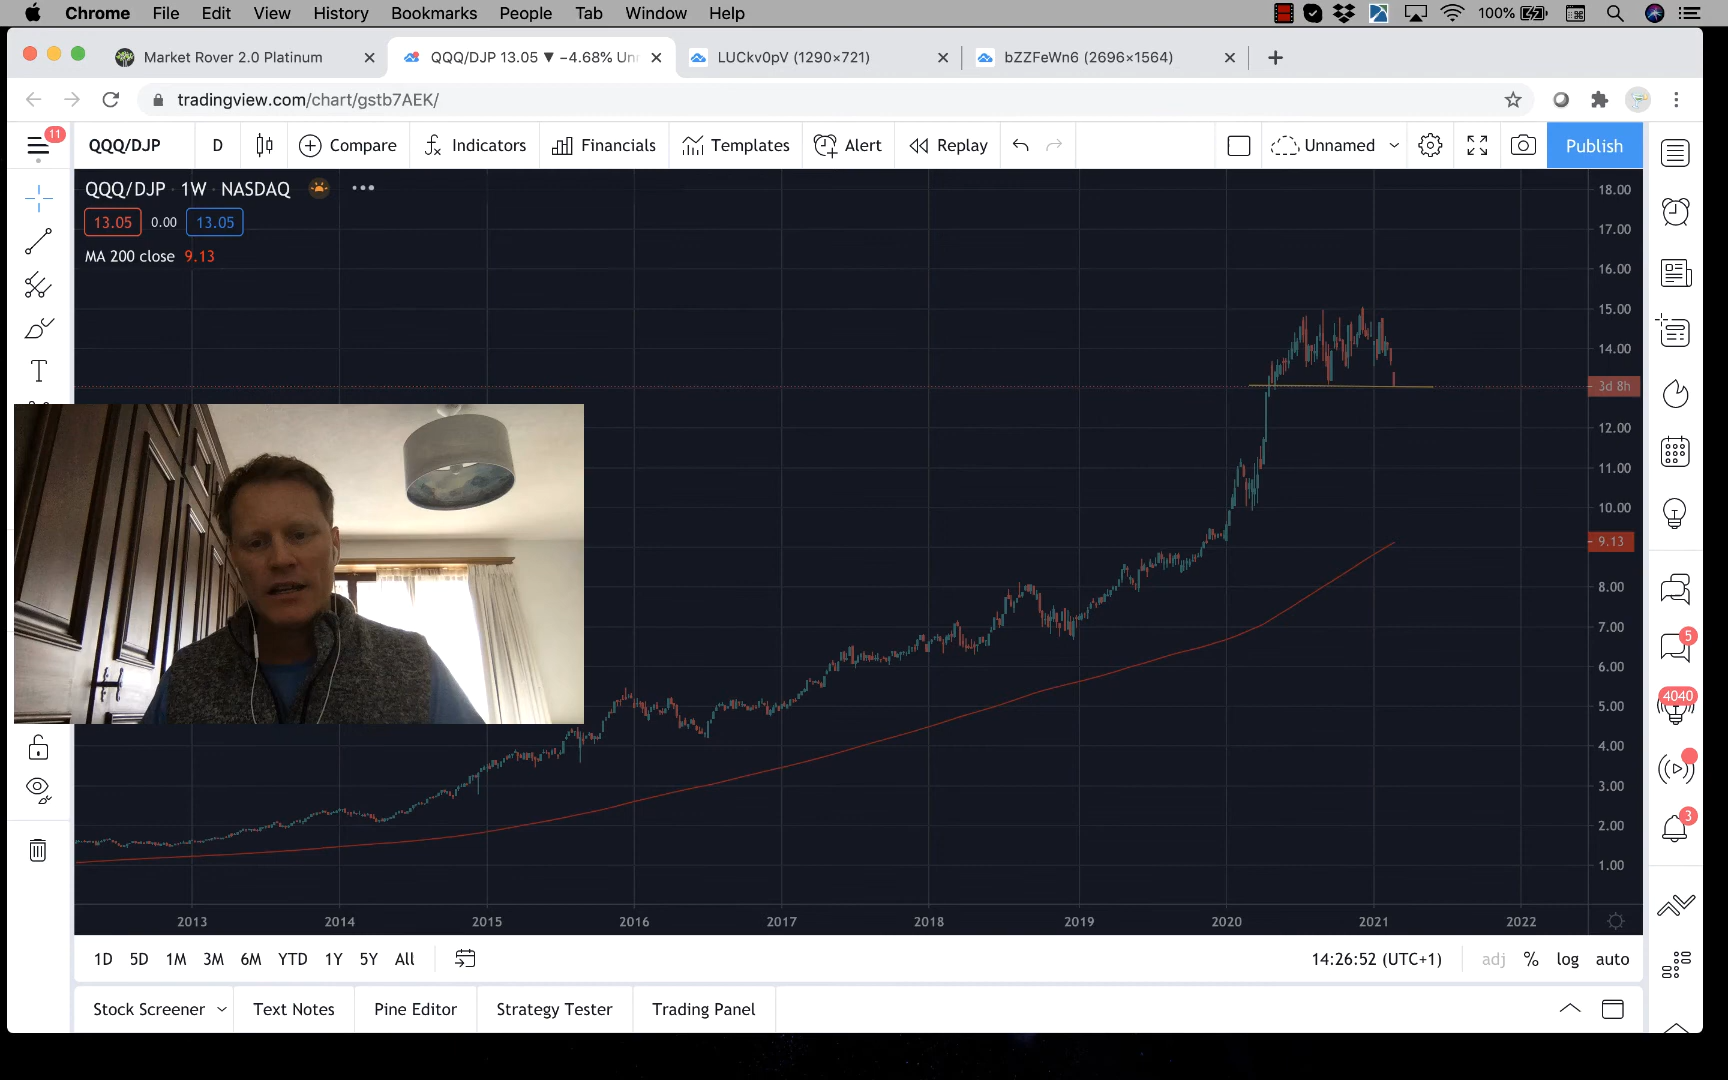 Chrome File Edit View History Bookmarks People Tab Window Help 100%
Market Rover 2.0 Platinum QQQ/DJP 13.05 ▼ −4.68% Unn LUCkv0pV (1290×721) bZZFeWn6 (2696×1564)
tradingview.com/chart/gstb7AEK/
11
QQQ/DJP D Compare Indicators Financials Templates Alert Replay Unnamed Publish
QQQ/DJP · 1W · NASDAQ
13.05 0.00 13.05
MA 200 close 9.13
18.00
17.00
16.00
15.00
14.00
3d 8h
12.00
11.00
10.00
9.13
8.00
7.00
6.00
5.00
4.00
3.00
2.00
1.00
2013 2014 2015 2016 2017 2018 2019 2020 2021 2022
5
4040
3
1D 5D 1M 3M 6M YTD 1Y 5Y All 14:26:52 (UTC+1) adj % log auto
Stock Screener Text Notes Pine Editor Strategy Tester Trading Panel